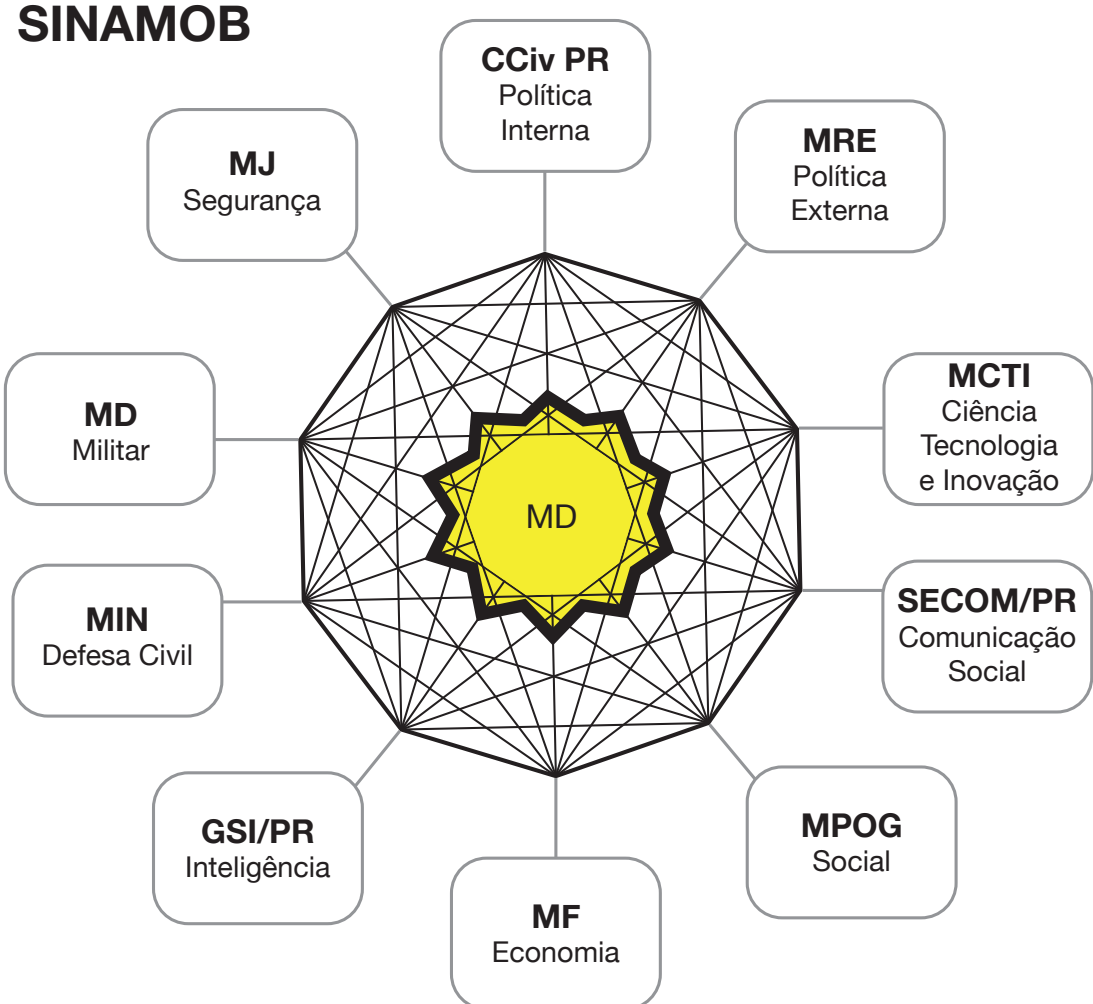 SINAMOB
CCiv PR
Política
Interna
MRE
Política
Externa
MJ
Segurança
MCTI
Ciência
Tecnologia
e Inovação
MD
Militar
MD
SECOM/PR
Comunicação
Social
MIN
Defesa Civil
MPOG
Social
GSI/PR
Inteligência
MF
Economia